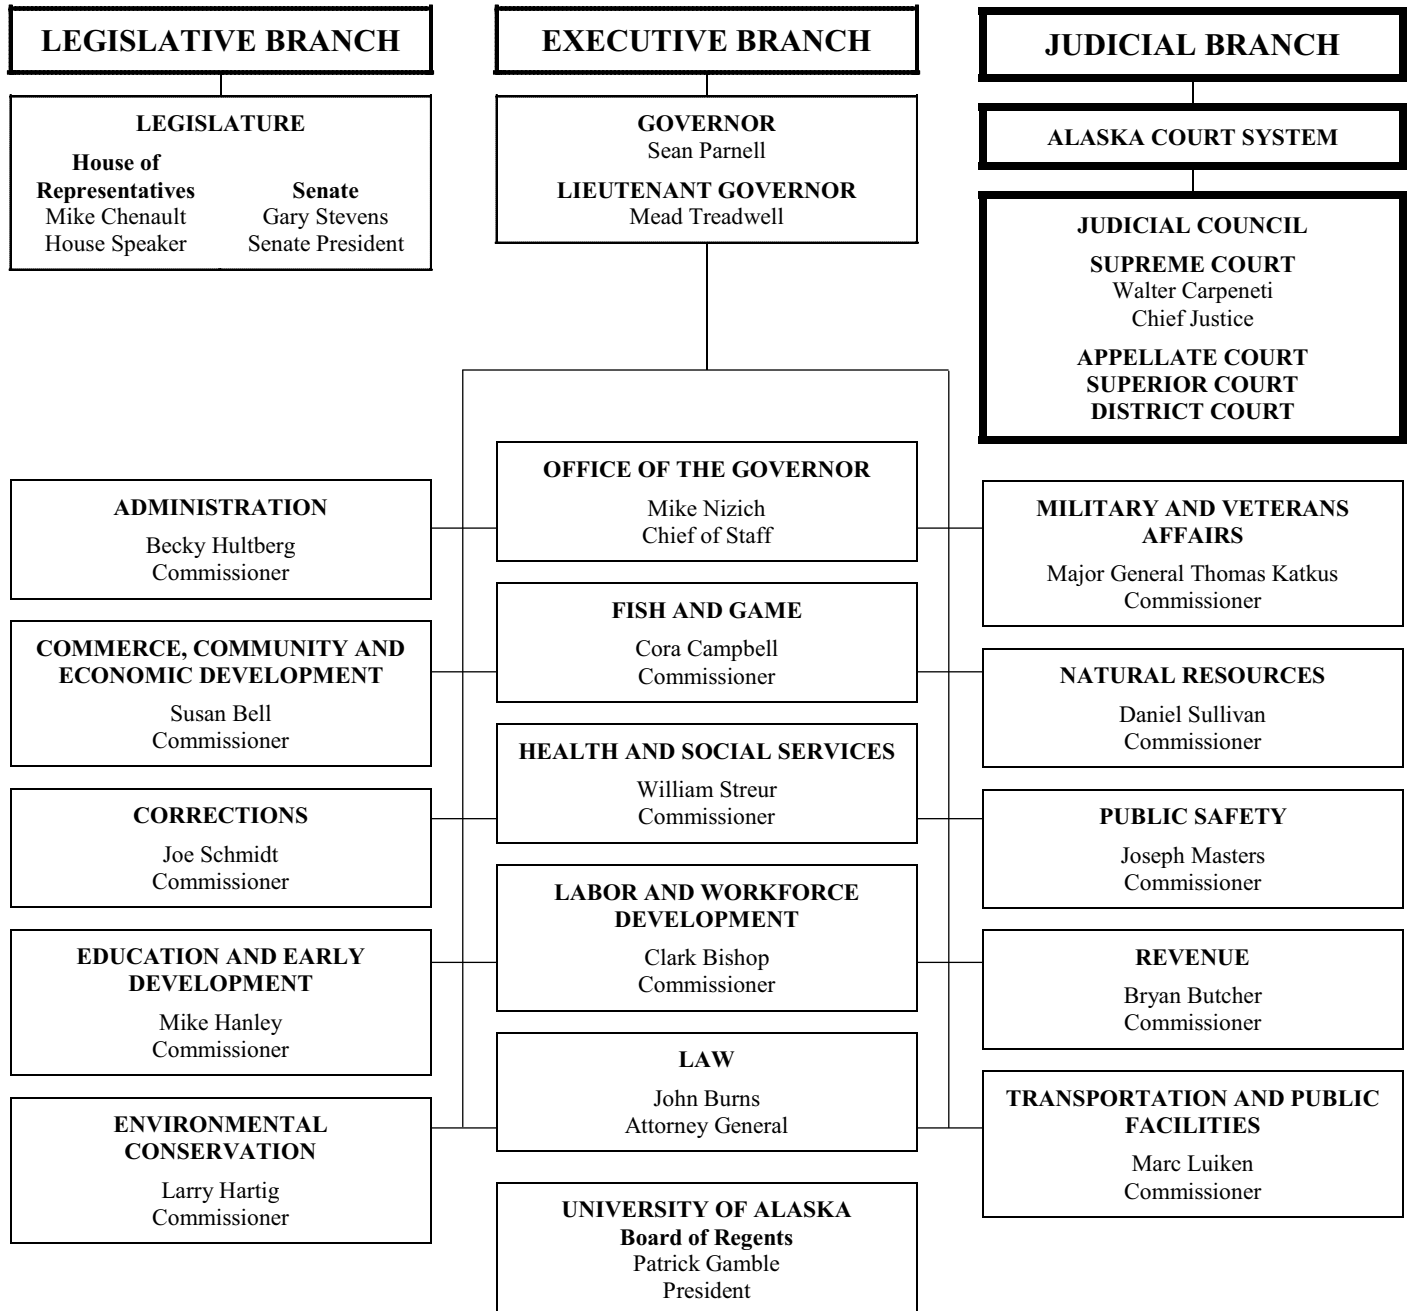 LEGISLATIVE BRANCH
LEGISLATURE
House of
Representatives
Mike Chenault
House Speaker
Senate
Gary Stevens
Senate President
EXECUTIVE BRANCH
GOVERNOR
Sean Parnell
LIEUTENANT GOVERNOR
Mead Treadwell
JUDICIAL BRANCH
ALASKA COURT SYSTEM
JUDICIAL COUNCIL
SUPREME COURT
Walter Carpeneti
Chief Justice
APPELLATE COURT
SUPERIOR COURT
DISTRICT COURT
ADMINISTRATION
Becky Hultberg
Commissioner
COMMERCE, COMMUNITY AND
ECONOMIC DEVELOPMENT
Susan Bell
Commissioner
CORRECTIONS
Joe Schmidt
Commissioner
EDUCATION AND EARLY
DEVELOPMENT
Mike Hanley
Commissioner
ENVIRONMENTAL
CONSERVATION
Larry Hartig
Commissioner
OFFICE OF THE GOVERNOR
Mike Nizich
Chief of Staff
FISH AND GAME
Cora Campbell
Commissioner
HEALTH AND SOCIAL SERVICES
William Streur
Commissioner
LABOR AND WORKFORCE
DEVELOPMENT
Clark Bishop
Commissioner
LAW
John Burns
Attorney General
UNIVERSITY OF ALASKA
Board of Regents
Patrick Gamble
President
MILITARY AND VETERANS
AFFAIRS
Major General Thomas Katkus
Commissioner
NATURAL RESOURCES
Daniel Sullivan
Commissioner
PUBLIC SAFETY
Joseph Masters
Commissioner
REVENUE
Bryan Butcher
Commissioner
TRANSPORTATION AND PUBLIC
FACILITIES
Marc Luiken
Commissioner